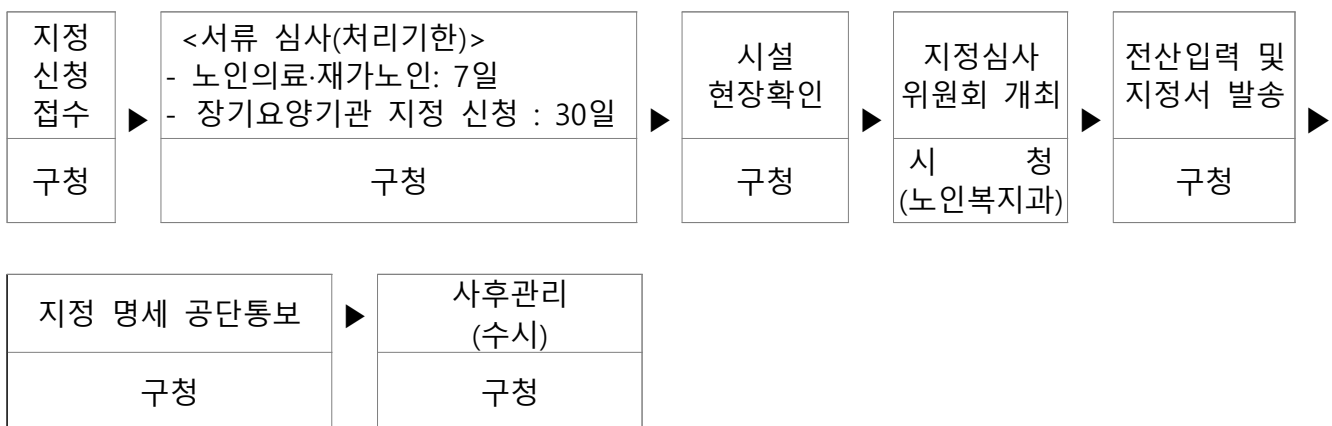 지정
신청
접수
▶
<서류 심사(처리기한)>
- 노인의료·재가노인: 7일
- 장기요양기관 지정 신청 : 30일
▶
시설
현장확인
▶
지정심사
위원회 개최
▶
전산입력 및
지정서 발송
▶
구청
구청
구청
시 청
(노인복지과)
구청
지정 명세 공단통보
▶
사후관리
(수시)
구청
구청